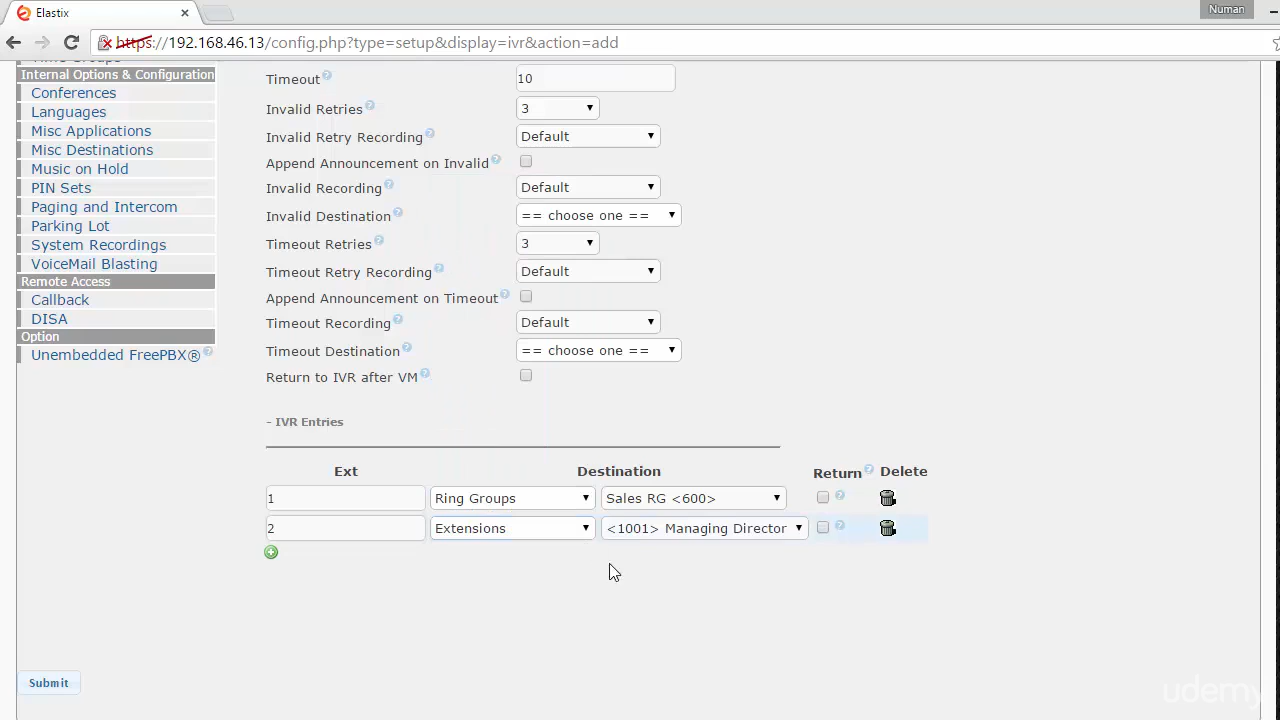 Elastix
Numan
https://192.168.46.13/config.php?type=setup&display=ivr&action=add
Internal Options & Configuration
Conferences
Languages
Misc Applications
Misc Destinations
Music on Hold
PIN Sets
Paging and Intercom
Parking Lot
System Recordings
VoiceMail Blasting
Remote Access
Callback
DISA
Option
Unembedded FreePBX®
Timeout 10
Invalid Retries 3
Invalid Retry Recording Default
Append Announcement on Invalid
Invalid Recording Default
Invalid Destination == choose one ==
Timeout Retries 3
Timeout Retry Recording Default
Append Announcement on Timeout
Timeout Recording Default
Timeout Destination == choose one ==
Return to IVR after VM
- IVR Entries
Ext Destination Return Delete
1 Ring Groups Sales RG <600>
2 Extensions <1001> Managing Director
Submit
udemy